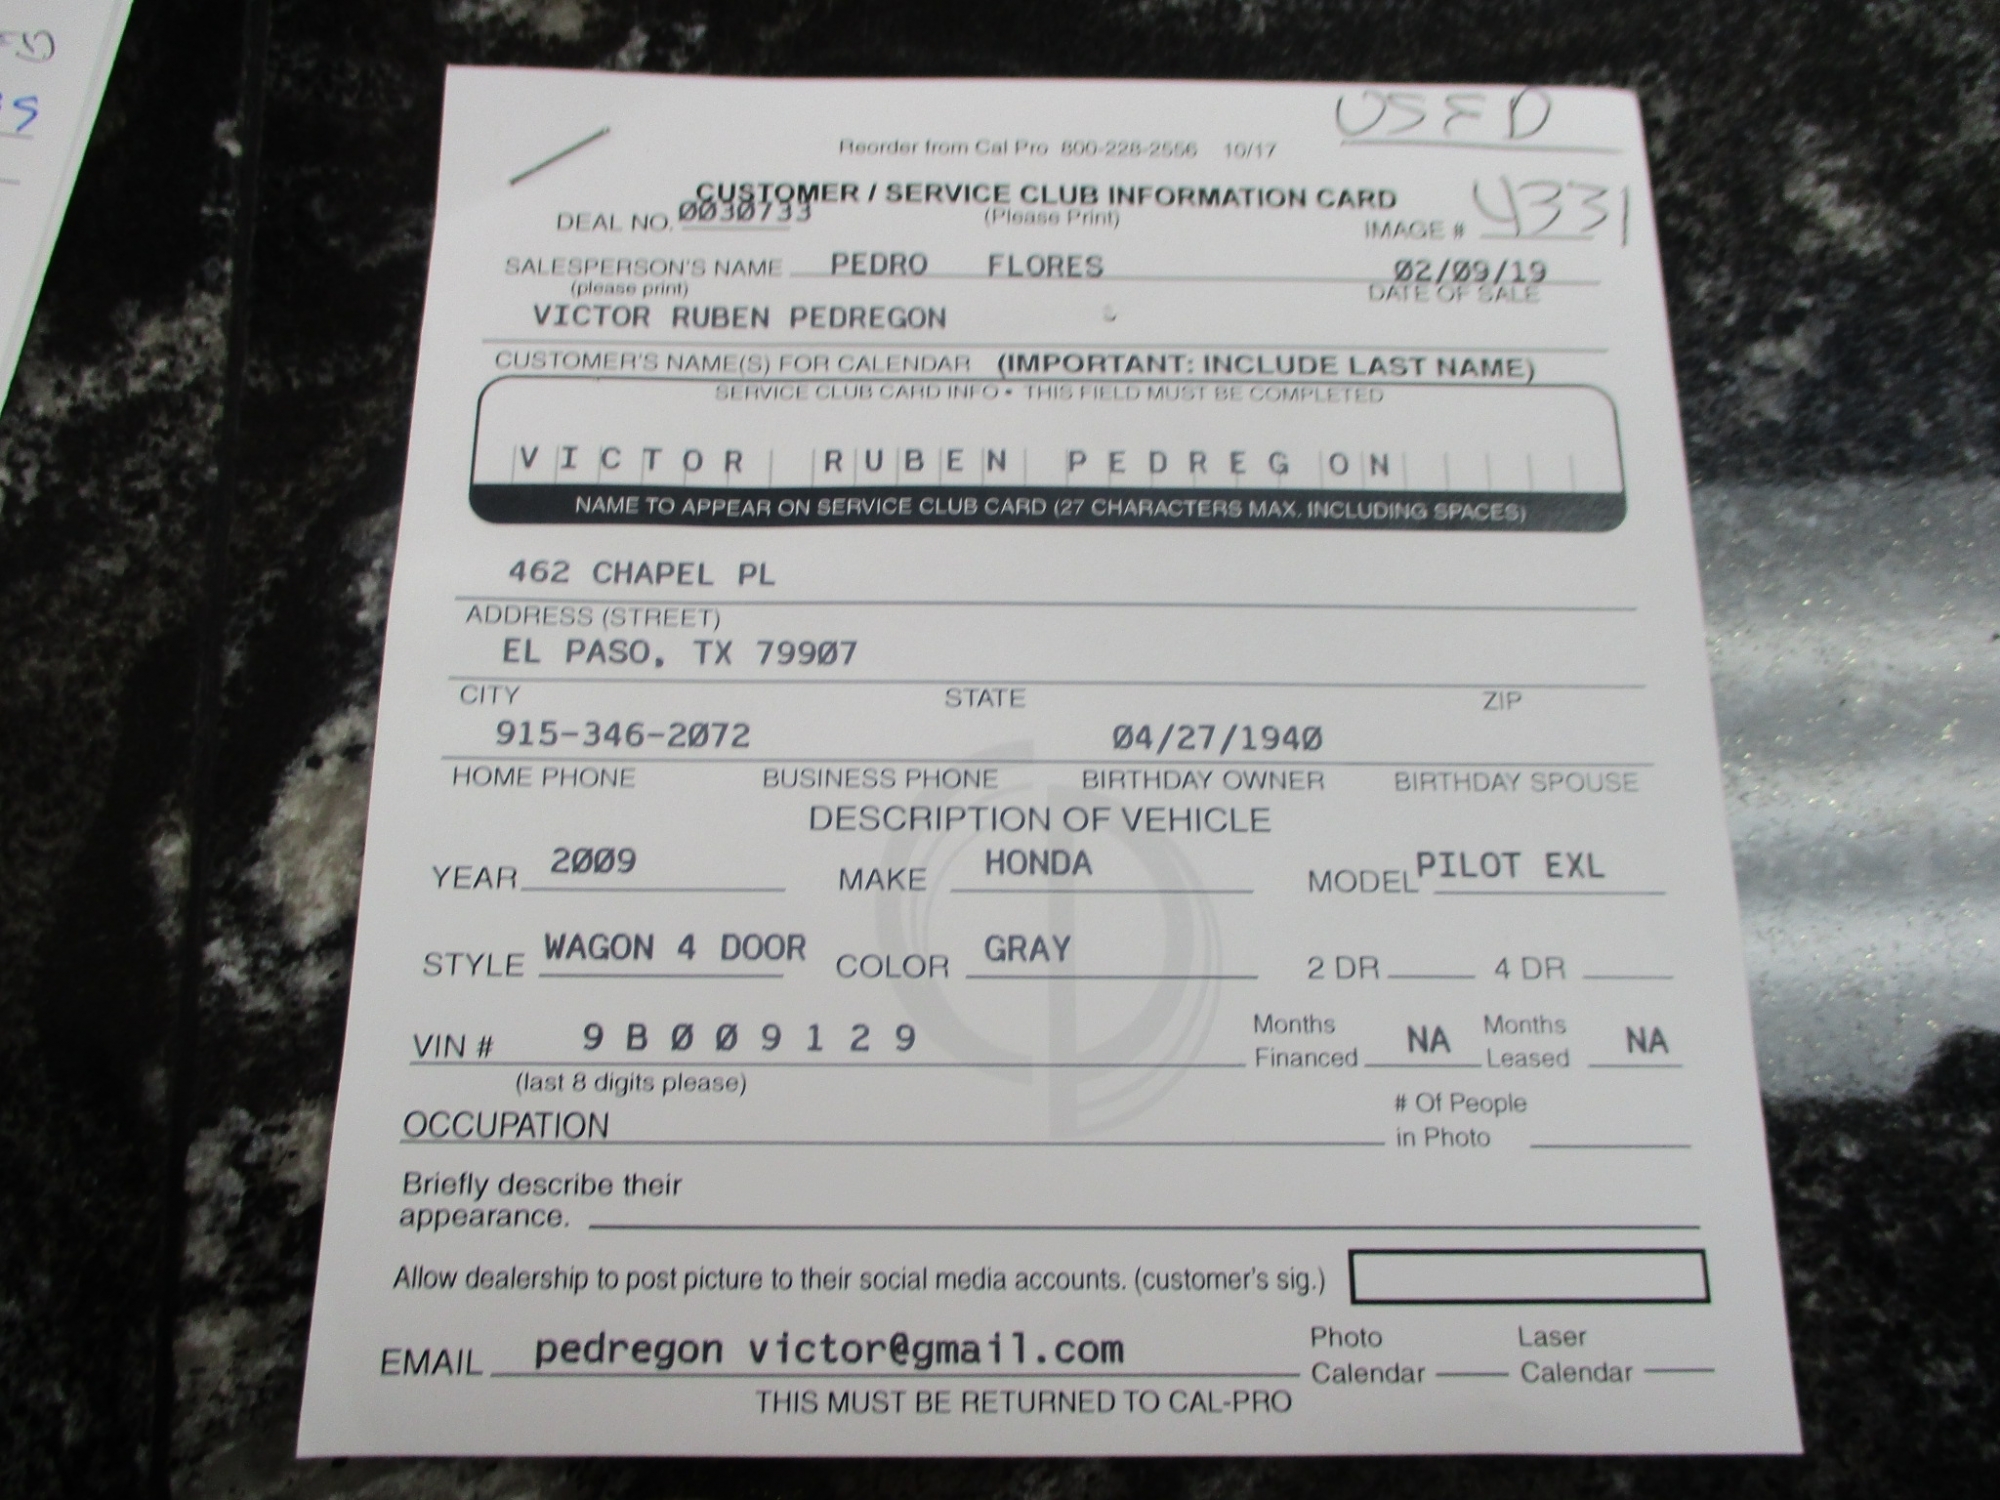 USED
Reorder from Cal Pro 800-228-2556 10/17
CUSTOMER / SERVICE CLUB INFORMATION CARD
DEAL NO. 0030733 (Please Print) IMAGE # 4331
SALESPERSON'S NAME PEDRO FLORES 02/09/19
(please print) DATE OF SALE
VICTOR RUBEN PEDREGON
CUSTOMER'S NAME(S) FOR CALENDAR (IMPORTANT: INCLUDE LAST NAME)
SERVICE CLUB CARD INFO • THIS FIELD MUST BE COMPLETED
VICTOR RUBEN PEDREGON
NAME TO APPEAR ON SERVICE CLUB CARD (27 CHARACTERS MAX. INCLUDING SPACES)
462 CHAPEL PL
ADDRESS (STREET)
EL PASO, TX 79907
CITY STATE ZIP
915-346-2072 04/27/1940
HOME PHONE BUSINESS PHONE BIRTHDAY OWNER BIRTHDAY SPOUSE
DESCRIPTION OF VEHICLE
YEAR 2009 MAKE HONDA MODEL PILOT EXL
STYLE WAGON 4 DOOR COLOR GRAY 2 DR 4 DR
VIN # 9B009129 Months Financed NA Months Leased NA
(last 8 digits please)
OCCUPATION # Of People in Photo
Briefly describe their
appearance.
Allow dealership to post picture to their social media accounts. (customer's sig.)
EMAIL pedregon victor@gmail.com Photo Calendar Laser Calendar
THIS MUST BE RETURNED TO CAL-PRO